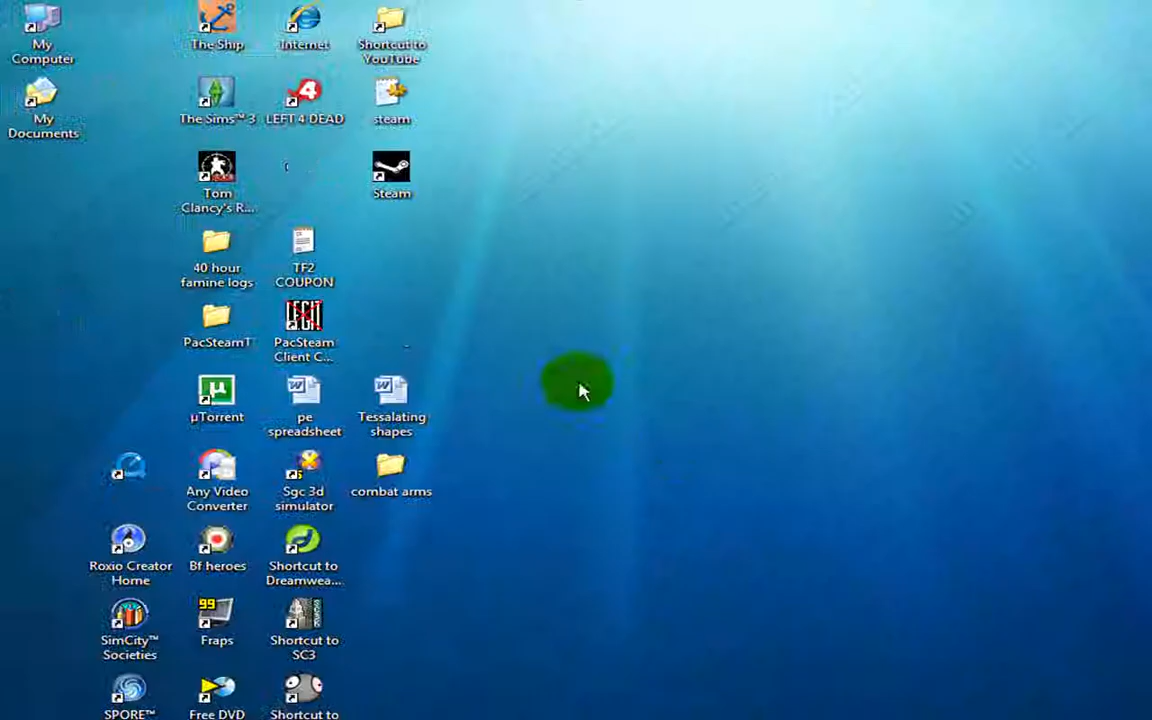 My
Computer
The Ship
Internet
Shortcut to
YouTube
My
Documents
The Sims™ 3
LEFT 4 DEAD
4
steam
Tom
Clancy's R...
Steam
40 hour
famine logs
TF2
COUPON
PacSteamT
LEGIT
PacSteam
Client C...
µ
µTorrent
W
pe
spreadsheet
W
Tessalating
shapes
Any Video
Converter
Sgc 3d
simulator
combat arms
Roxio Creator
Home
Bf heroes
Shortcut to
Dreamwea...
SimCity™
Societies
99
Fraps
Shortcut to
SC3
SPORE™
Free DVD
Shortcut to